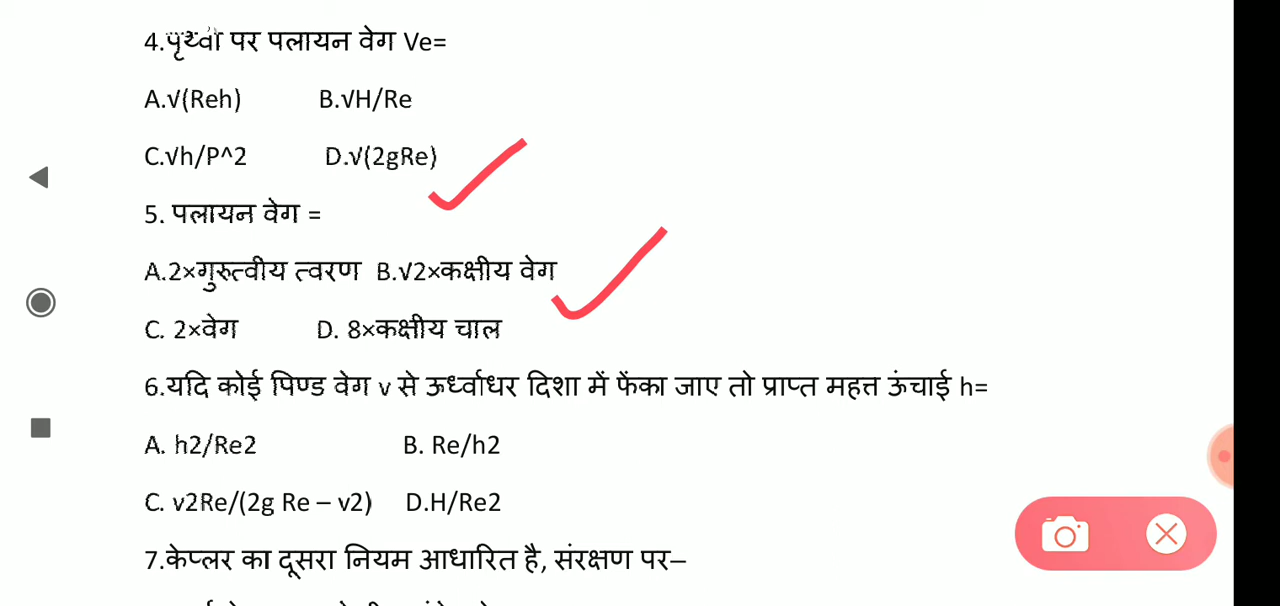 4.पृथ्वी पर पलायन वेग Ve=
A.√(Reh) B.√H/Re
C.√h/P^2 D.√(2gRe)
5. पलायन वेग =
A.2×गुरुत्वीय त्वरण B.√2×कक्षीय वेग
C. 2×वेग D. 8×कक्षीय चाल
6.यदि कोई पिण्ड वेग v से ऊर्ध्वाधर दिशा में फेंका जाए तो प्राप्त महत्त ऊंचाई h=
A. h2/Re2 B. Re/h2
C. v2Re/(2g Re – v2) D.H/Re2
7.केप्लर का दूसरा नियम आधारित है, संरक्षण पर–